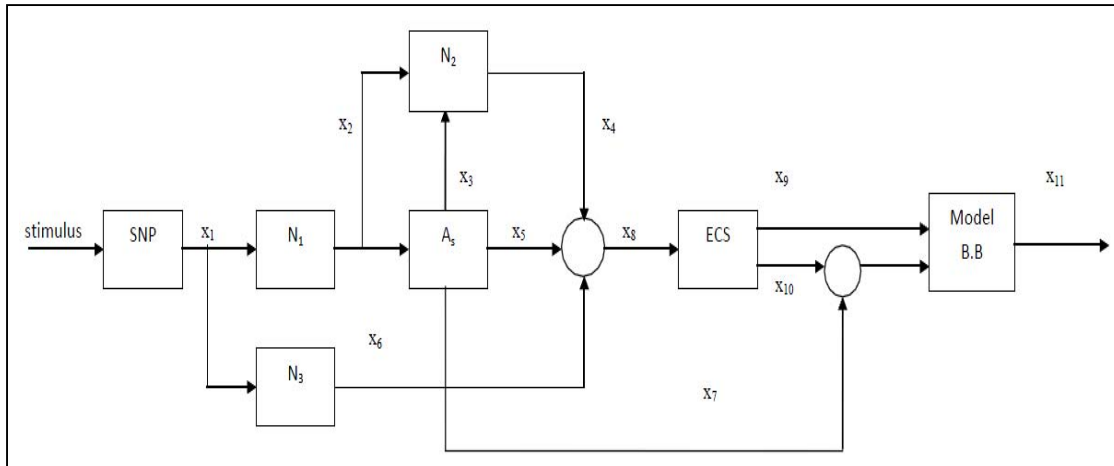 N₂
x₂
x₄
x₃
x₉
x₁₁
stimulus
SNP
x₁
N₁
Aₛ
x₅
x₈
ECS
Model
B.B
x₁₀
x₆
N₃
x₇